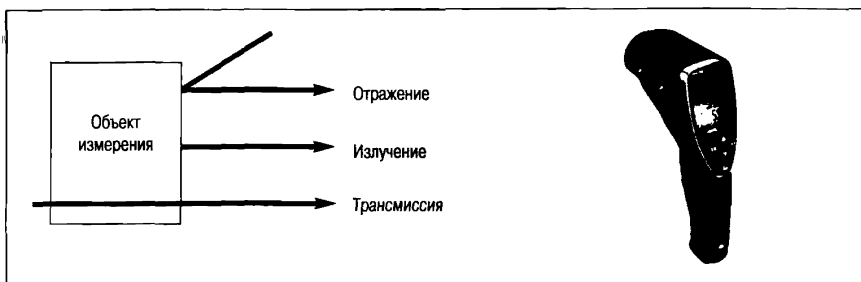 Объект
измерения
Отражение
Излучение
Трансмиссия